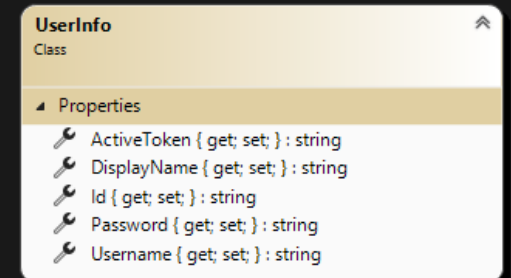 UserInfo
Class
Properties
ActiveToken { get; set; } : string
DisplayName { get; set; } : string
Id { get; set; } : string
Password { get; set; } : string
Username { get; set; } : string